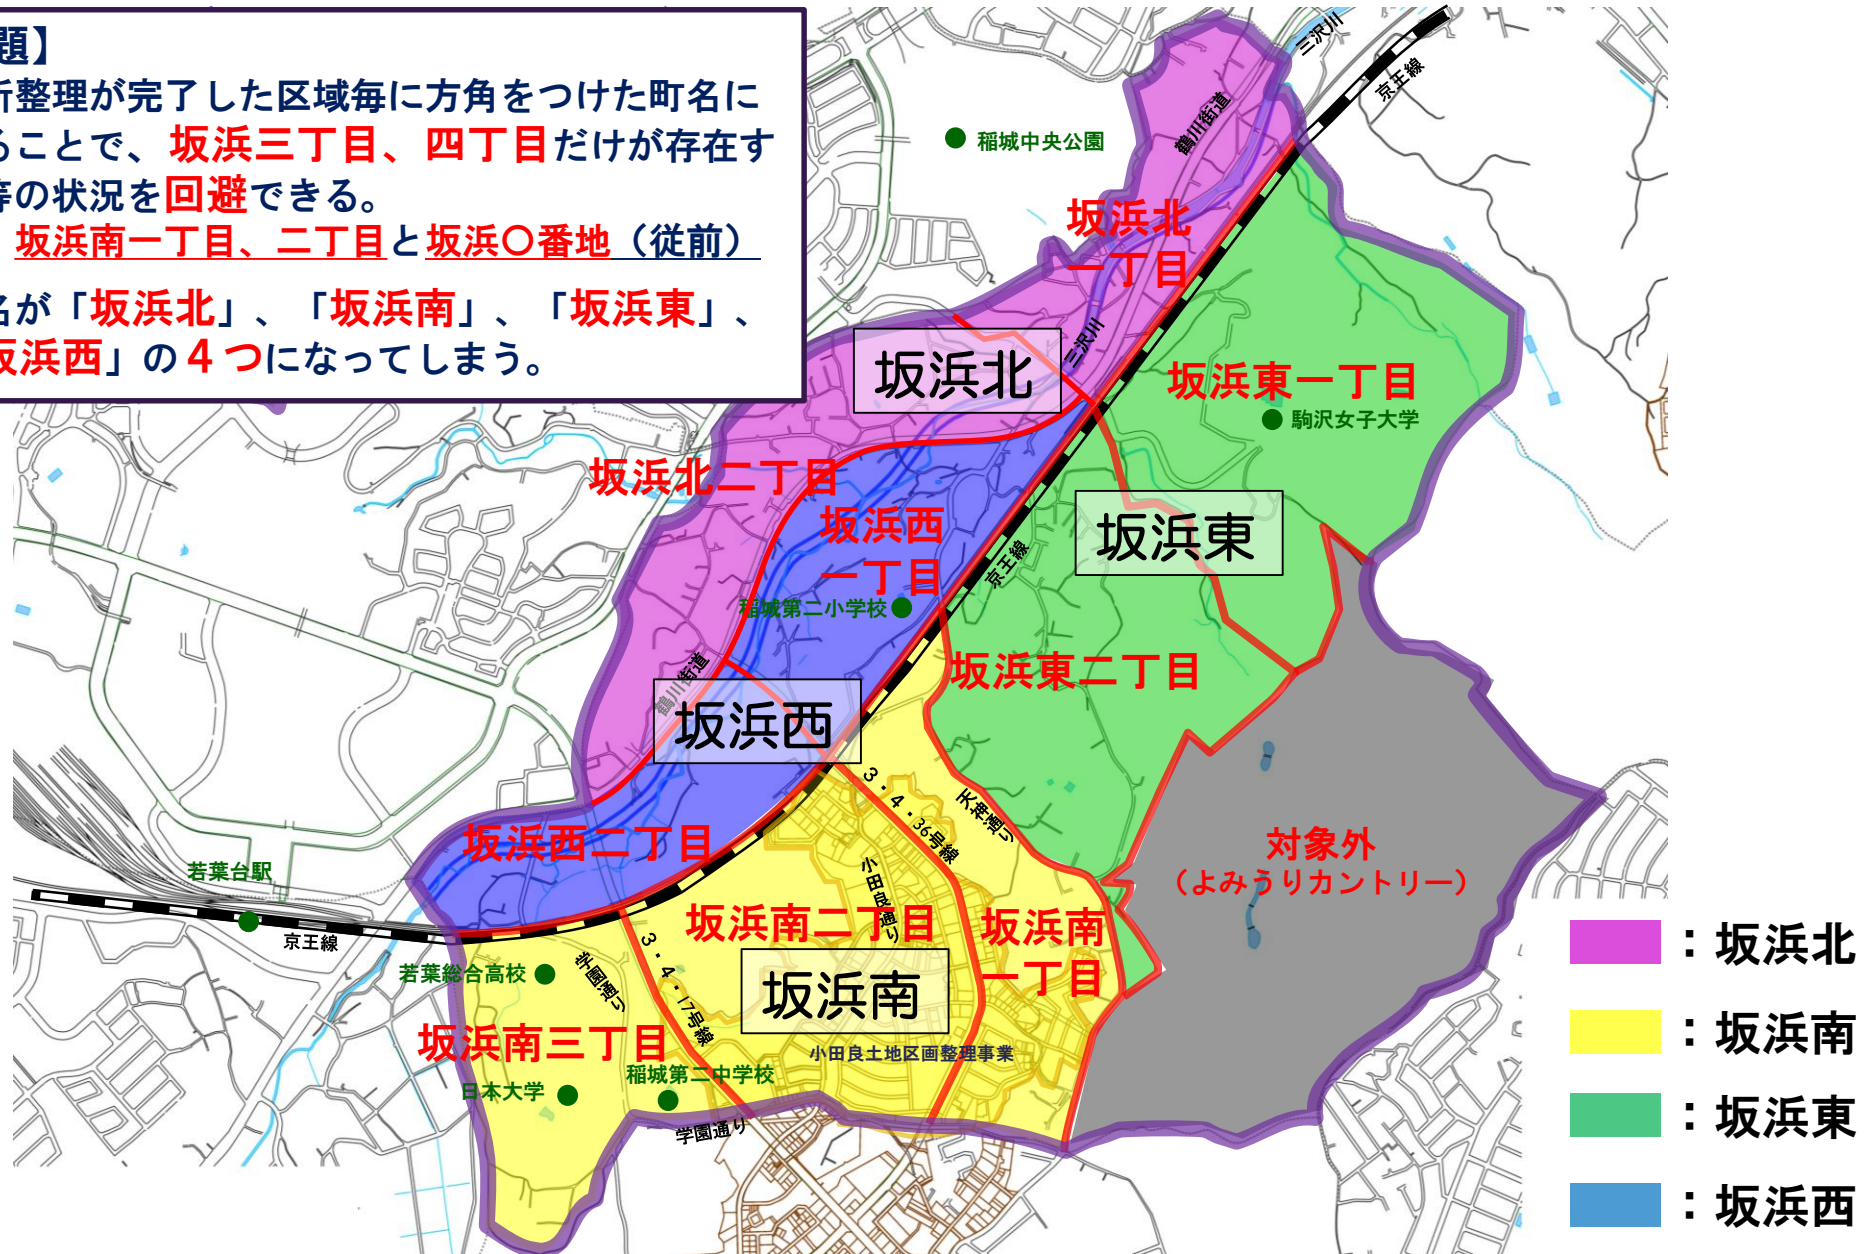 題】
所整理が完了した区域毎に方角をつけた町名に
ることで、坂浜三丁目、四丁目だけが存在す
等の状況を回避できる。
坂浜南一丁目、二丁目と坂浜〇番地（従前）
名が「坂浜北」、「坂浜南」、「坂浜東」、
坂浜西」の４つになってしまう。
三沢川
京王線
鶴川街道
稲城中央公園
坂浜北
一丁目
三沢川
坂浜北
坂浜東一丁目
駒沢女子大学
坂浜北二丁目
坂浜西
一丁目
坂浜東
京王線
稲城第二小学校
坂浜東二丁目
鶴川街道
坂浜西
3・4・36号線
天神通り
坂浜西二丁目
対象外
（よみうりカントリー）
若葉台駅
小田良通り
京王線
坂浜南二丁目
坂浜南
一丁目
3・4・17号線
学園通り
若葉総合高校
坂浜南
坂浜南三丁目
小田良土地区画整理事業
稲城第二中学校
日本大学
学園通り
：坂浜北
：坂浜南
：坂浜東
：坂浜西